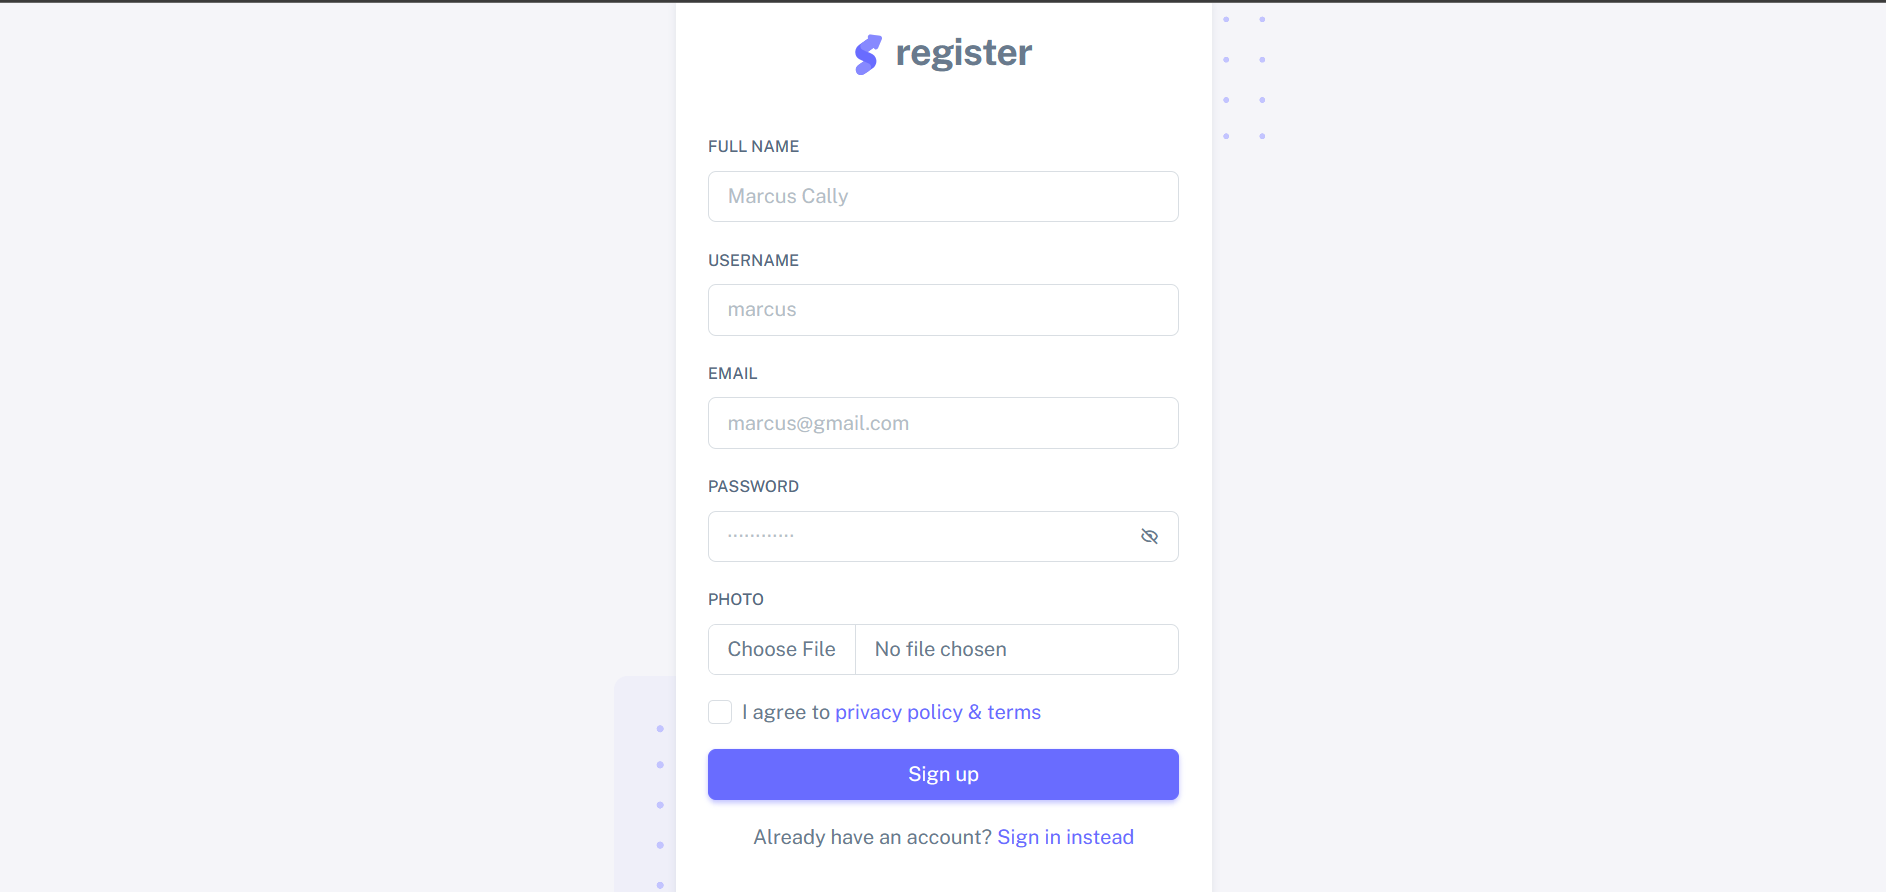 register
FULL NAME
Marcus Cally
USERNAME
marcus
EMAIL
marcus@gmail.com
PASSWORD
············
PHOTO
Choose File No file chosen
I agree to privacy policy & terms
Sign up
Already have an account? Sign in instead